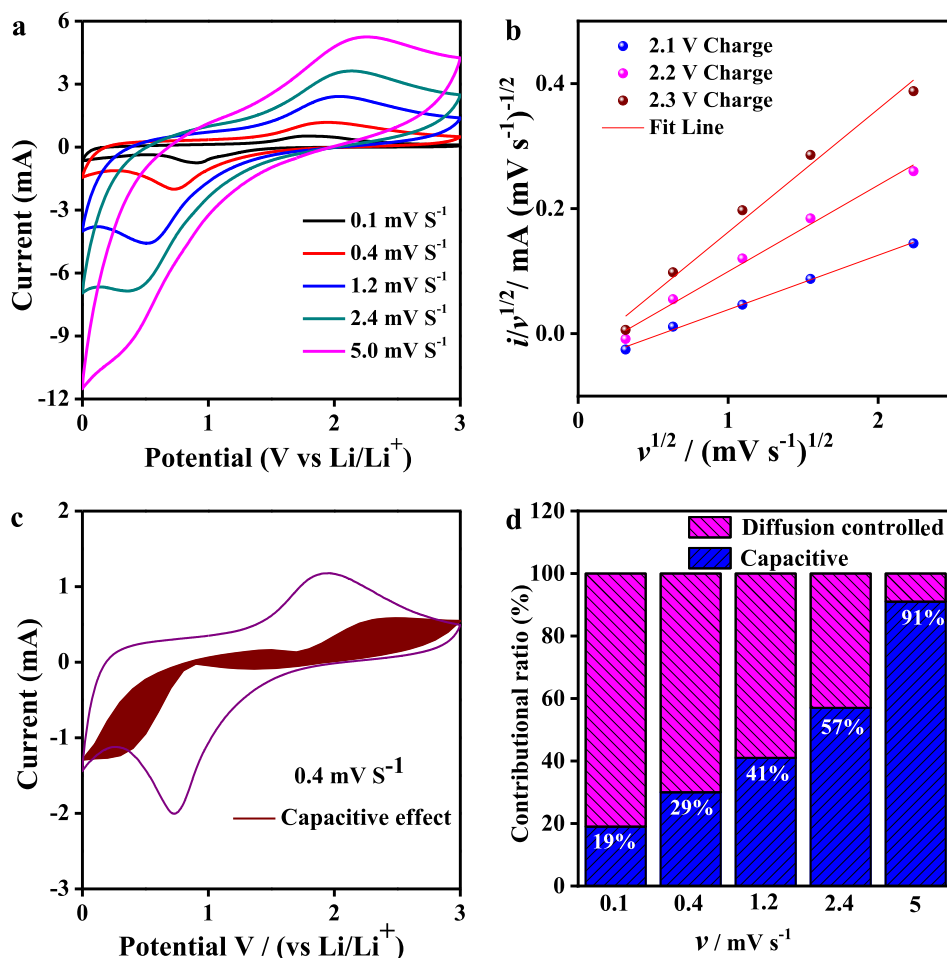 a
6
3
0
-3
-6
-9
-12
Current (mA)
0.1 mV S⁻¹
0.4 mV S⁻¹
1.2 mV S⁻¹
2.4 mV S⁻¹
5.0 mV S⁻¹
0 1 2 3
Potential (V vs Li/Li⁺)
b
2.1 V Charge
2.2 V Charge
2.3 V Charge
Fit Line
0.4
0.2
0.0
i/v^1/2 / mA (mV s⁻¹)^-1/2
0 1 2
v^1/2 / (mV s⁻¹)^1/2
c
2
1
0
-1
-2
-3
Current (mA)
0.4 mV S⁻¹
Capacitive effect
0 1 2 3
Potential V / (vs Li/Li⁺)
d
Diffusion controlled
Capacitive
120
100
80
60
40
20
0
Contributional ratio (%)
19%
29%
41%
57%
91%
0.1 0.4 1.2 2.4 5
v / mV s⁻¹